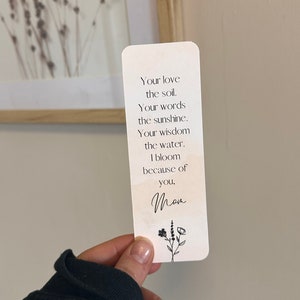 Your love
the soil.
Your words
the sunshine.
Your wisdom
the water.
I bloom
because of
you,
Mom